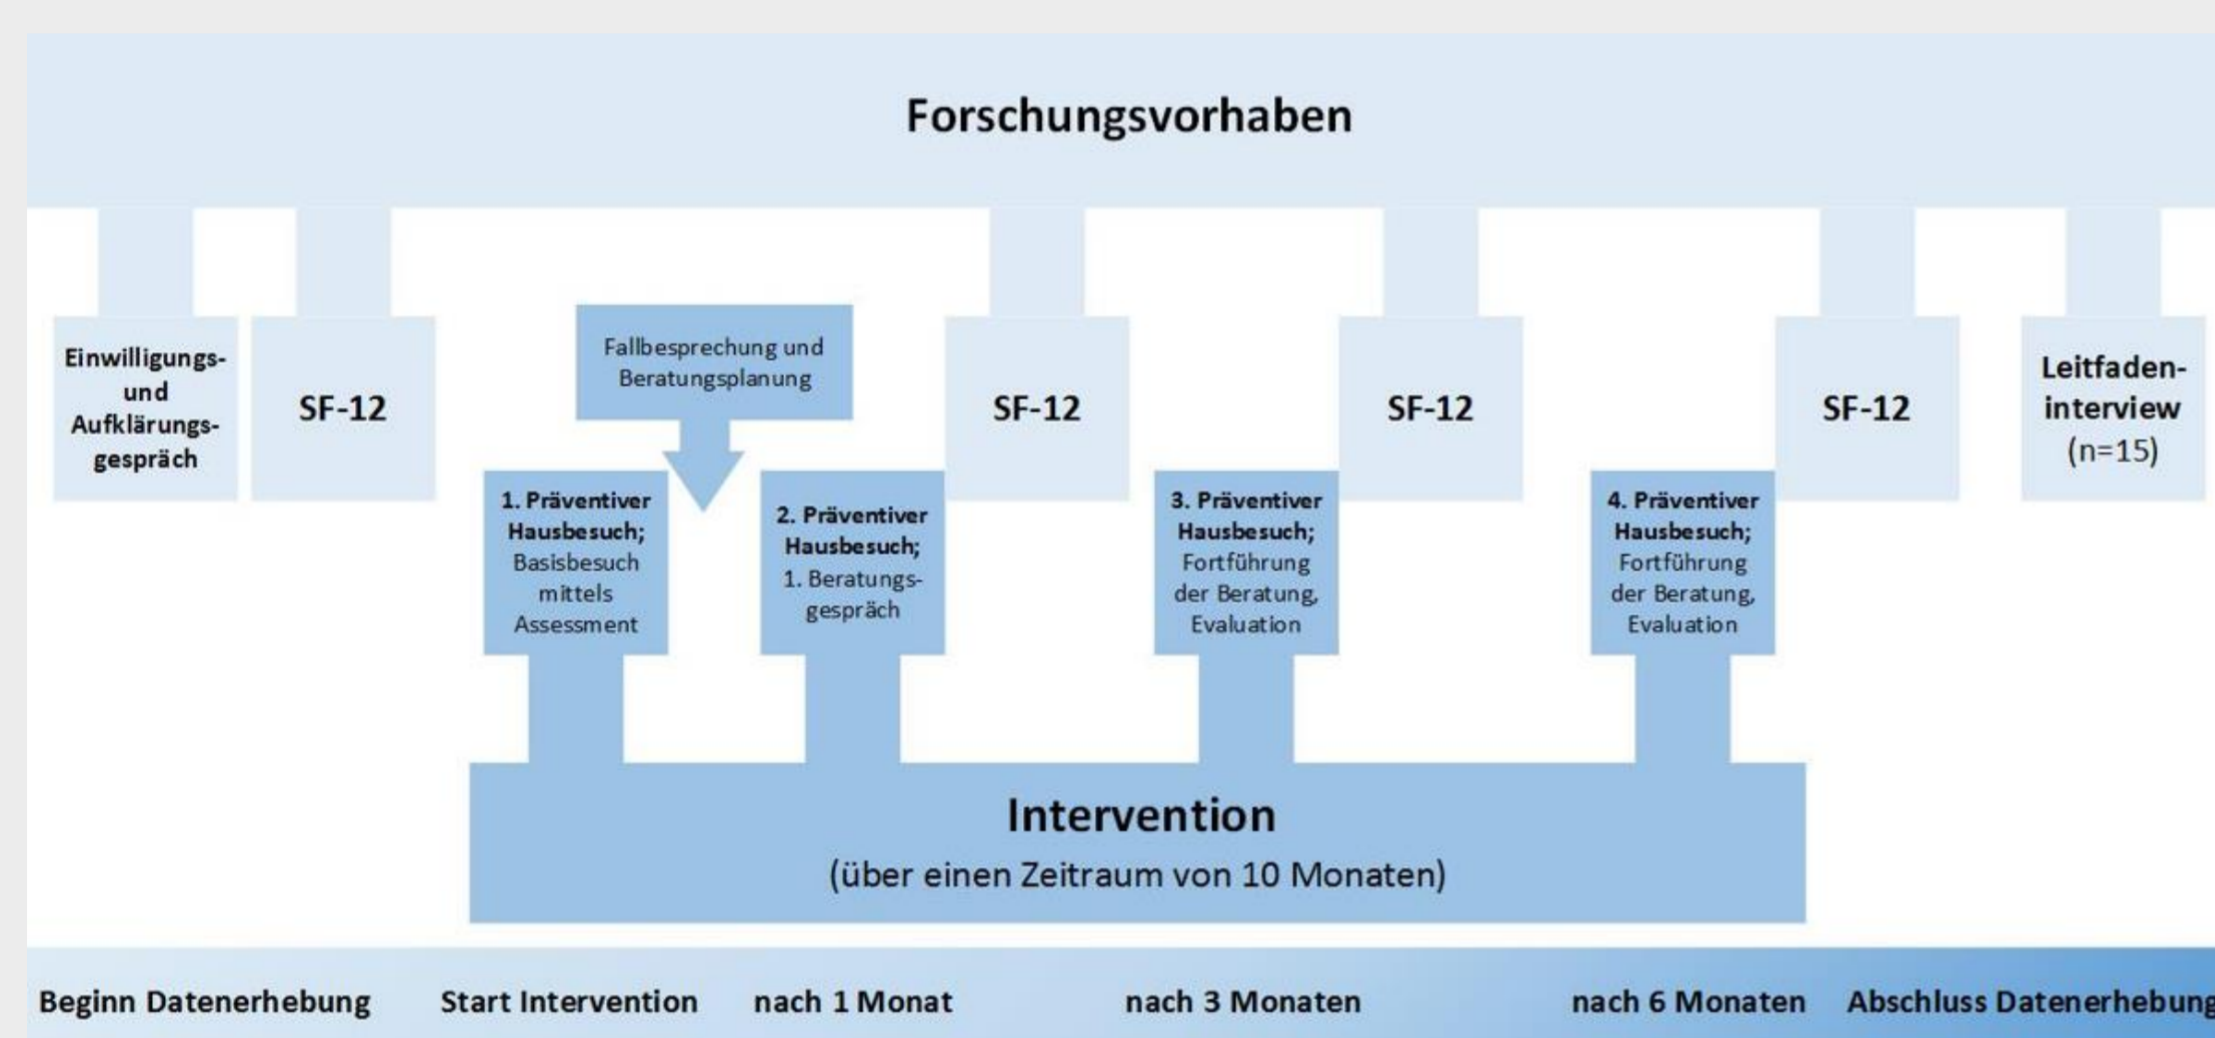 Forschungsvorhaben
Einwilligungs-
und
Aufklärungs-
gespräch
SF-12
Fallbesprechung und
Beratungsplanung
SF-12
SF-12
SF-12
Leitfaden-
interview
(n=15)
1. Präventiver
Hausbesuch;
Basisbesuch
mittels
Assessment
2. Präventiver
Hausbesuch;
1. Beratungs-
gespräch
3. Präventiver
Hausbesuch;
Fortführung
der Beratung,
Evaluation
4. Präventiver
Hausbesuch;
Fortführung
der Beratung,
Evaluation
Intervention
(über einen Zeitraum von 10 Monaten)
Beginn Datenerhebung Start Intervention nach 1 Monat nach 3 Monaten nach 6 Monaten Abschluss Datenerhebung